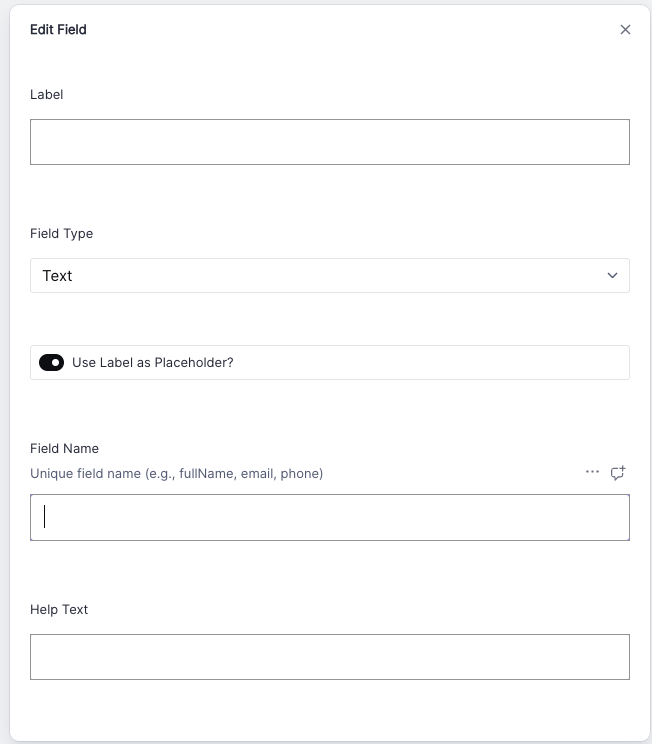 Edit Field
Label
Field Type
Text
Use Label as Placeholder?
Field Name
Unique field name (e.g., fullName, email, phone)
Help Text